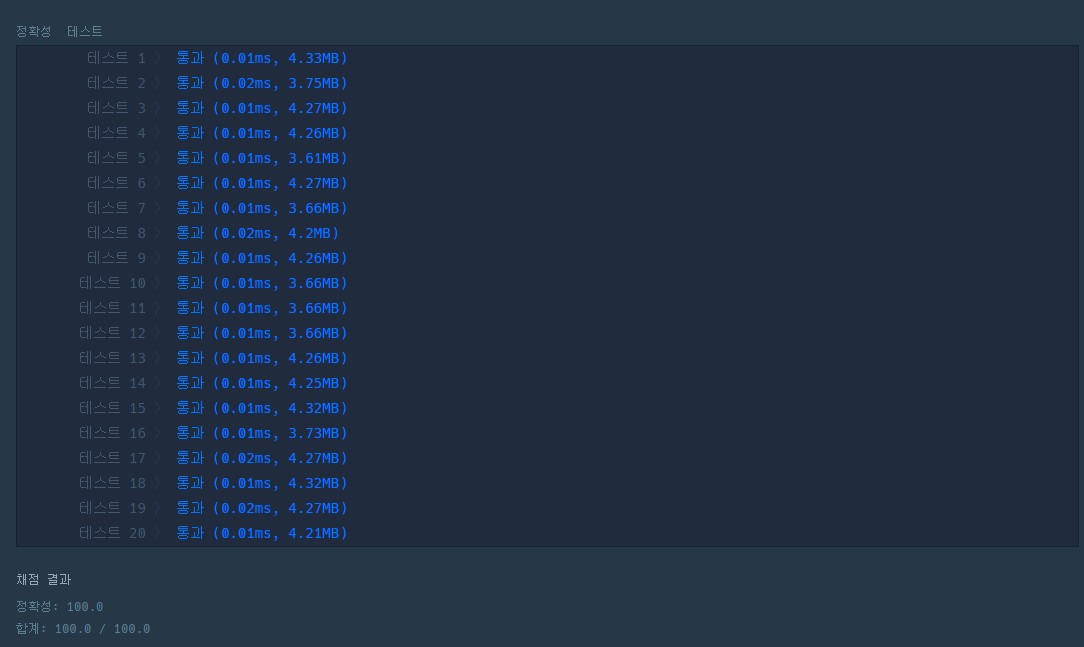 정확성 테스트
테스트 1 〉 통과 (0.01ms, 4.33MB)
테스트 2 〉 통과 (0.02ms, 3.75MB)
테스트 3 〉 통과 (0.01ms, 4.27MB)
테스트 4 〉 통과 (0.01ms, 4.26MB)
테스트 5 〉 통과 (0.01ms, 3.61MB)
테스트 6 〉 통과 (0.01ms, 4.27MB)
테스트 7 〉 통과 (0.01ms, 3.66MB)
테스트 8 〉 통과 (0.02ms, 4.2MB)
테스트 9 〉 통과 (0.01ms, 4.26MB)
테스트 10 〉 통과 (0.01ms, 3.66MB)
테스트 11 〉 통과 (0.01ms, 3.66MB)
테스트 12 〉 통과 (0.01ms, 3.66MB)
테스트 13 〉 통과 (0.01ms, 4.26MB)
테스트 14 〉 통과 (0.01ms, 4.25MB)
테스트 15 〉 통과 (0.01ms, 4.32MB)
테스트 16 〉 통과 (0.01ms, 3.73MB)
테스트 17 〉 통과 (0.02ms, 4.27MB)
테스트 18 〉 통과 (0.01ms, 4.32MB)
테스트 19 〉 통과 (0.02ms, 4.27MB)
테스트 20 〉 통과 (0.01ms, 4.21MB)
채점 결과
정확성: 100.0
합계: 100.0 / 100.0